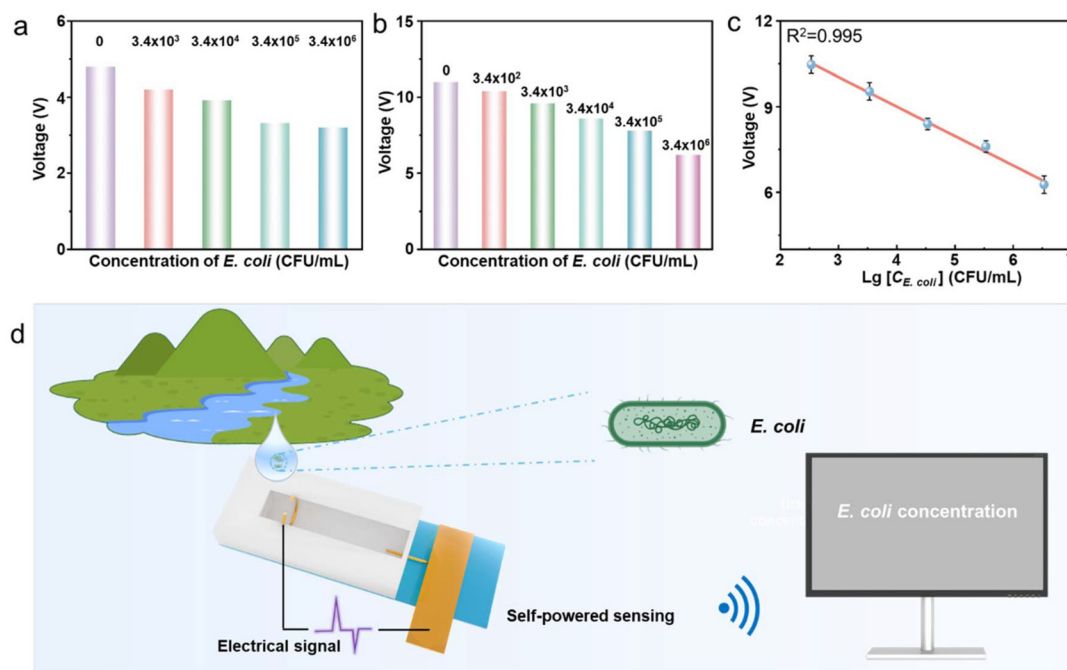 a
6
4
2
0
Voltage (V)
0
3.4x10³
3.4x10⁴
3.4x10⁵
3.4x10⁶
Concentration of E. coli (CFU/mL)
b
15
10
5
0
Voltage (V)
0
3.4x10²
3.4x10³
3.4x10⁴
3.4x10⁵
3.4x10⁶
Concentration of E. coli (CFU/mL)
c
R²=0.995
12
9
6
Voltage (V)
2 3 4 5 6 7
Lg [C E. coli] (CFU/mL)
d
E. coli
E. coli concentration
Self-powered sensing
Electrical signal